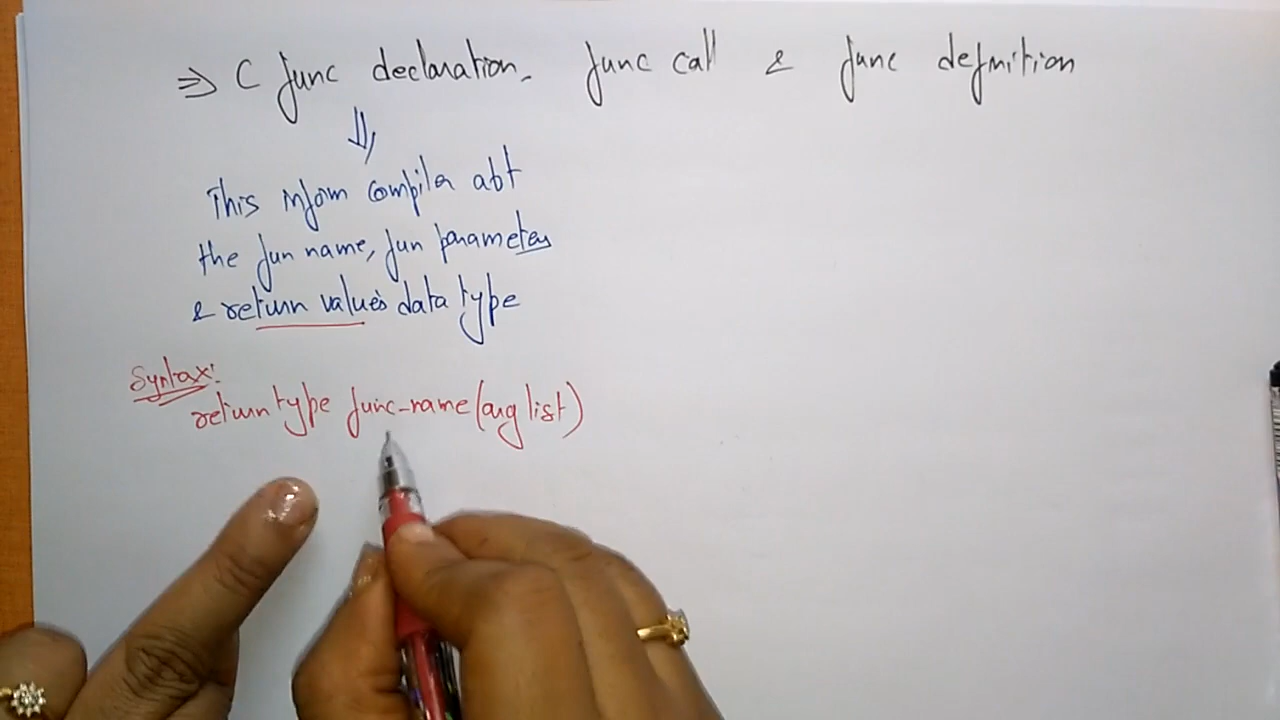 ⇒ C func declaration, func call & func definition
⇓
This inform compiler abt
the fun name, fun parameters
& return value's data type
Syntax:
return type func-name(arg list)